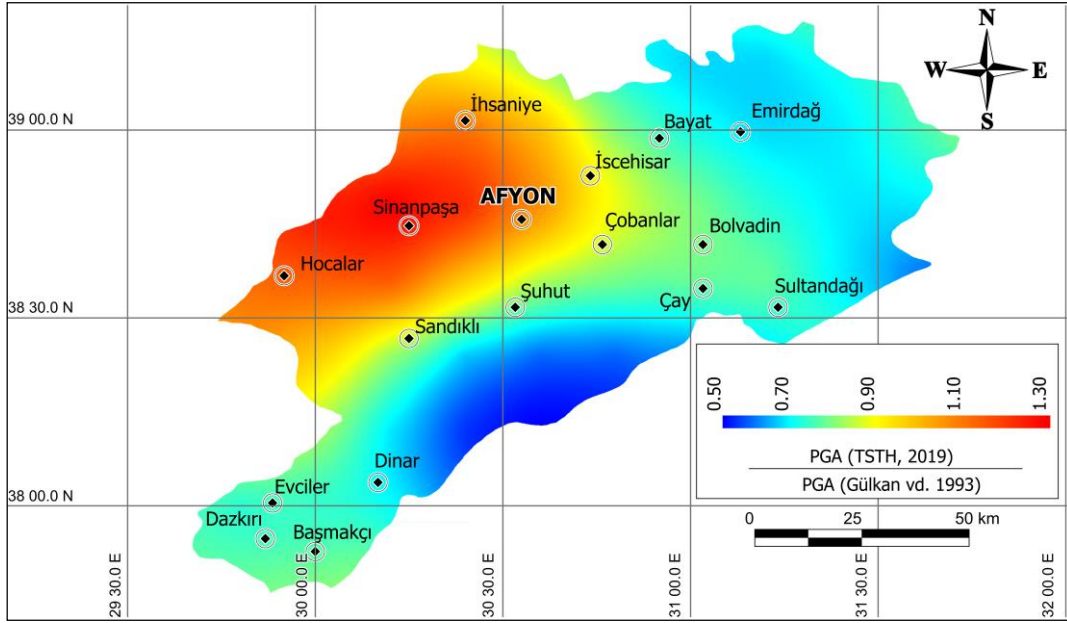 N
W
E
S
39 00.0 N
38 30.0 N
38 00.0 N
İhsaniye
Bayat
Emirdağ
İscehisar
AFYON
Sinanpaşa
Çobanlar
Bolvadin
Hocalar
Şuhut
Çay
Sultandağı
Sandıklı
Dinar
Evciler
Dazkırı
Başmakçı
0.50
0.70
0.90
1.10
1.30
PGA (TSTH, 2019)
PGA (Gülkan vd. 1993)
0
25
50 km
29 30.0 E
30 00.0 E
30 30.0 E
31 00.0 E
31 30.0 E
32 00.0 E